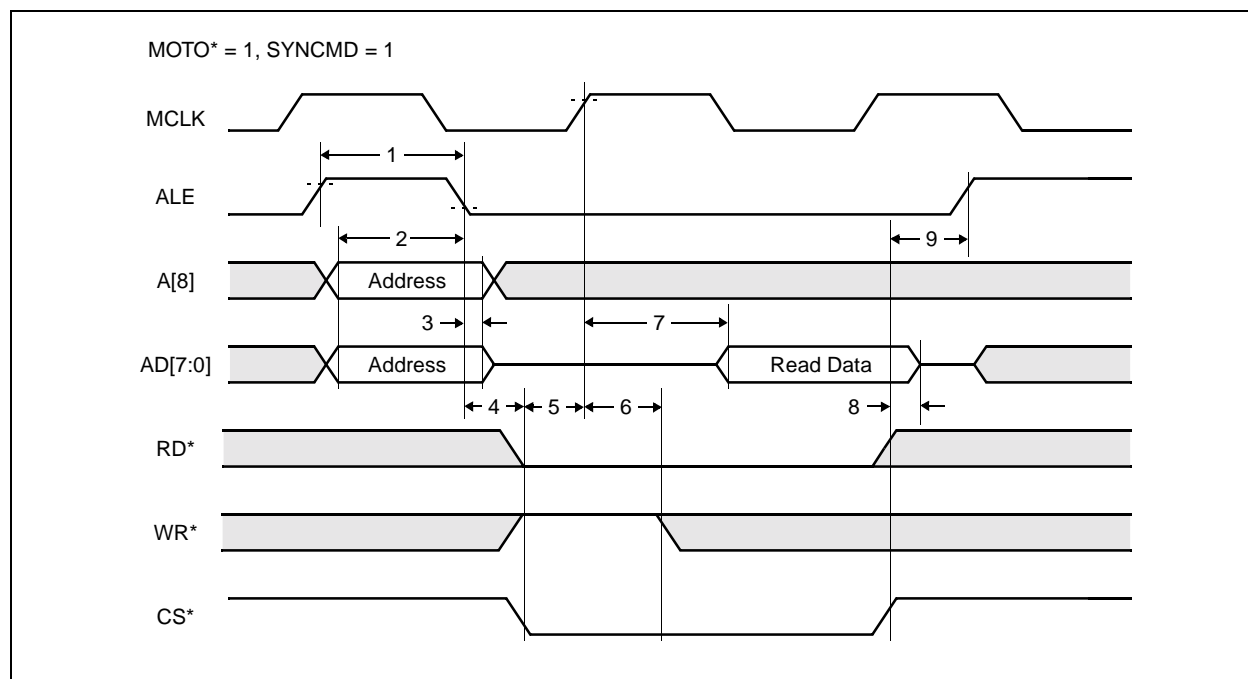 MOTO* = 1, SYNCMD = 1
MCLK
1
ALE
2
9
A[8]
Address
3
7
AD[7:0]
Address
Read Data
4
5
6
8
RD*
WR*
CS*